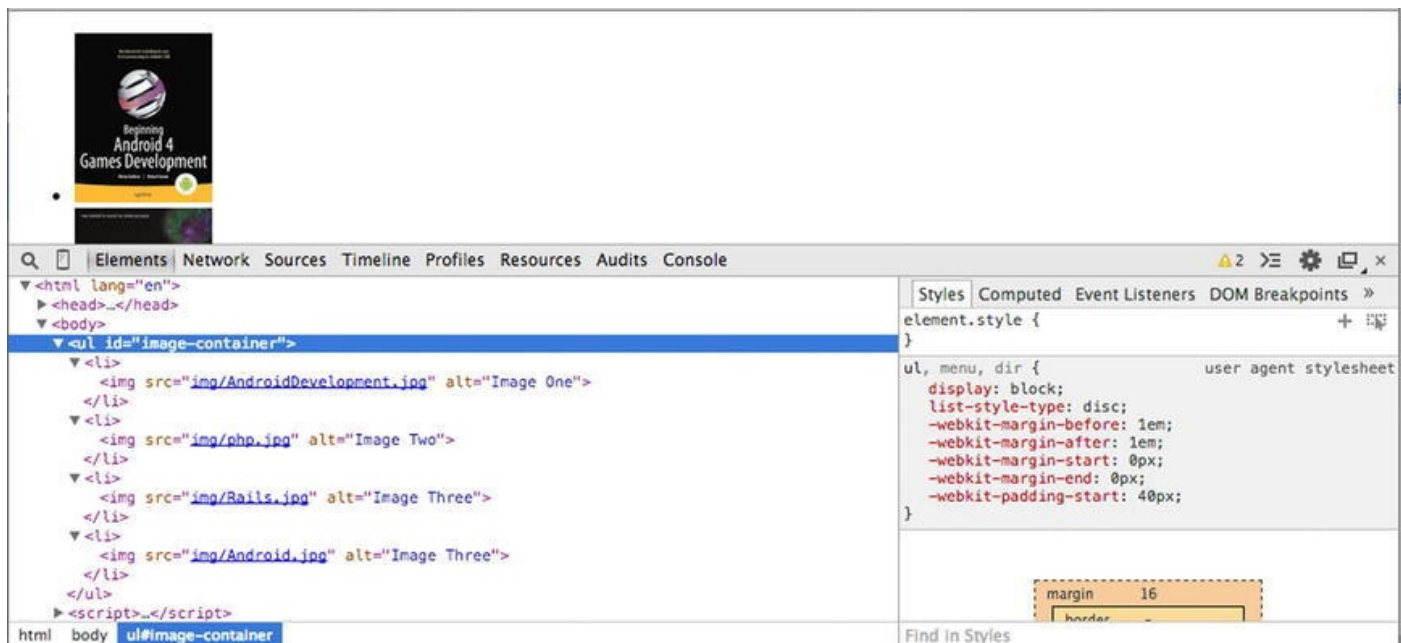 Beginning
Android 4
Games Development
Elements Network Sources Timeline Profiles Resources Audits Console
2
▼<html lang="en">
▶<head>…</head>
▼<body>
▼<ul id="image-container">
▼<li>
<img src="img/AndroidDevelopment.jpg" alt="Image One">
</li>
▼<li>
<img src="img/php.jpg" alt="Image Two">
</li>
▼<li>
<img src="img/Rails.jpg" alt="Image Three">
</li>
▼<li>
<img src="img/Android.jpg" alt="Image Three">
</li>
</ul>
▶<script>…</script>
html body ul#image-container
Styles Computed Event Listeners DOM Breakpoints »
element.style {
}
ul, menu, dir { user agent stylesheet
display: block;
list-style-type: disc;
-webkit-margin-before: 1em;
-webkit-margin-after: 1em;
-webkit-margin-start: 0px;
-webkit-margin-end: 0px;
-webkit-padding-start: 40px;
}
margin 16
border -
Find in Styles